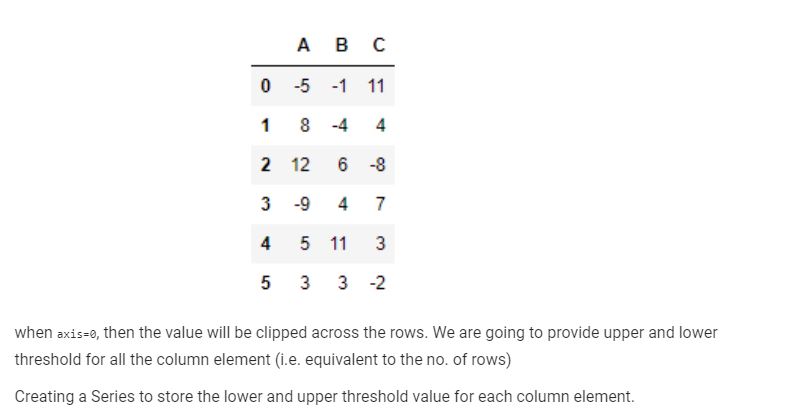 A B C
0 -5 -1 11
1 8 -4 4
2 12 6 -8
3 -9 4 7
4 5 11 3
5 3 3 -2
when axis=0, then the value will be clipped across the rows. We are going to provide upper and lower
threshold for all the column element (i.e. equivalent to the no. of rows)
Creating a Series to store the lower and upper threshold value for each column element.